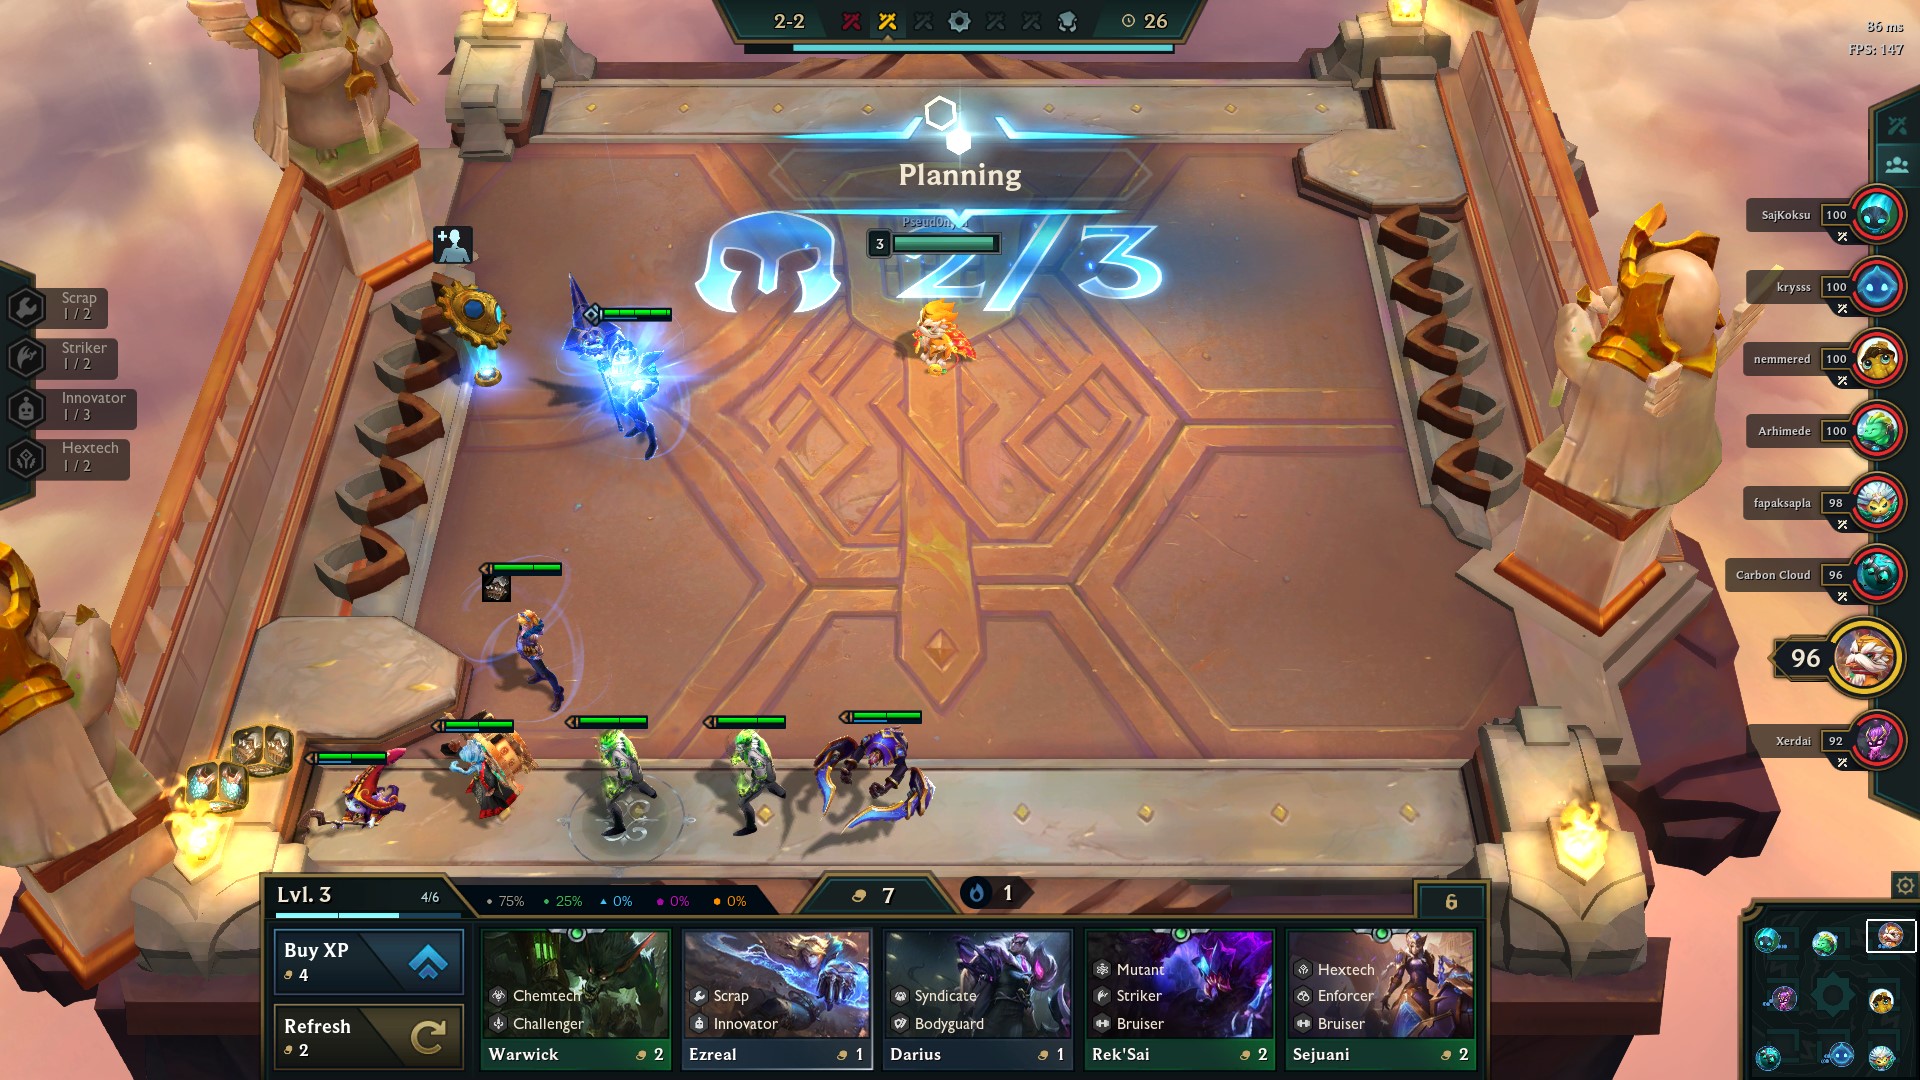 2-2
26
86 ms
FPS: 147
Planning
3
2/3
Scrap
1 / 2
Striker
1 / 2
Innovator
1 / 3
Hextech
1 / 2
SajKoksu 100
krysss 100
nemmered 100
Arhimede 100
fapaksapla 98
Carbon Cloud 96
96
Xerdai 92
Lvl. 3
4/6
75% 25% 0% 0% 0%
7
1
6
Buy XP
4
Refresh
2
Chemtech
Challenger
Warwick 2
Scrap
Innovator
Ezreal 1
Syndicate
Bodyguard
Darius 1
Mutant
Striker
Bruiser
Rek'Sai 2
Hextech
Enforcer
Bruiser
Sejuani 2